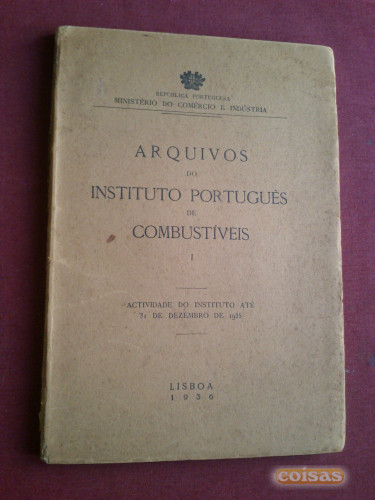 REPÚBLICA PORTUGUESA
MINISTÉRIO DO COMÉRCIO E INDÚSTRIA
ARQUIVOS
DO
INSTITUTO PORTUGUÊS
DE
COMBUSTÍVEIS
I
ACTIVIDADE DO INSTITUTO ATÉ
31 DE DEZEMBRO DE 1935
LISBOA
1936
coisas